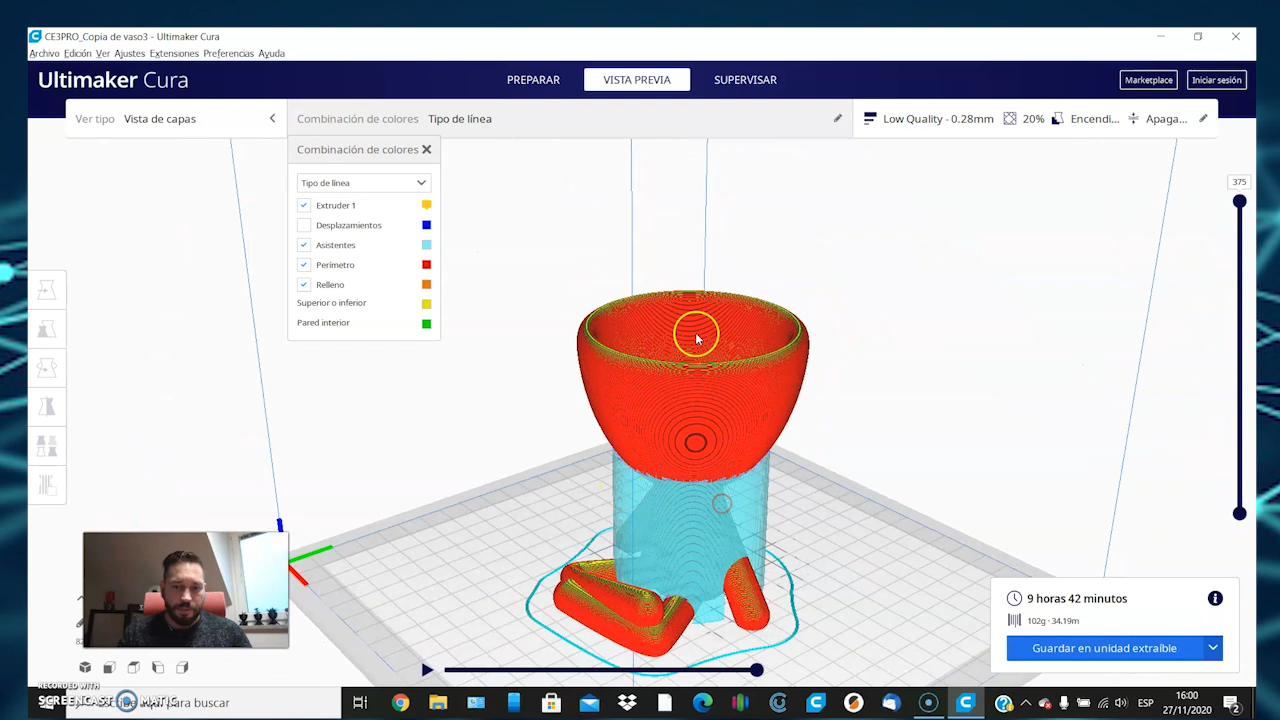 CE3PRO_Copia de vaso3 - Ultimaker Cura
Archivo Edición Ver Ajustes Extensiones Preferencias Ayuda
Ultimaker Cura
PREPARAR
VISTA PREVIA
SUPERVISAR
Marketplace
Iniciar sesión
Ver tipo Vista de capas
Combinación de colores Tipo de línea
Low Quality - 0.28mm
20%
Encendi...
Apaga...
Combinación de colores
Tipo de línea
Extruder 1
Desplazamientos
Asistentes
Perímetro
Relleno
Superior o inferior
Pared interior
375
9 horas 42 minutos
102g · 34.19m
Guardar en unidad extraíble
RECORDED WITH
SCREENCAST MATIC
para buscar
ESP
16:00
27/11/2020
2